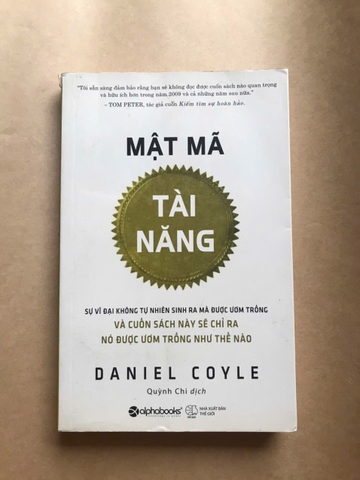 "Tôi sẵn sàng đảm bảo rằng bạn sẽ không đọc được cuốn sách nào quan trọng
và hữu ích hơn trong năm 2009 và cả những năm sau nữa."
– TOM PETER, tác giả cuốn Kiếm tìm sự hoàn hảo.
MẬT MÃ
TÀI
NĂNG
SỰ VĨ ĐẠI KHÔNG TỰ NHIÊN SINH RA MÀ ĐƯỢC ƯƠM TRỒNG
VÀ CUỐN SÁCH NÀY SẼ CHỈ RA
NÓ ĐƯỢC ƯƠM TRỒNG NHƯ THẾ NÀO
DANIEL COYLE
Quỳnh Chi dịch
alphabooks
NHÀ XUẤT BẢN
THẾ GIỚI